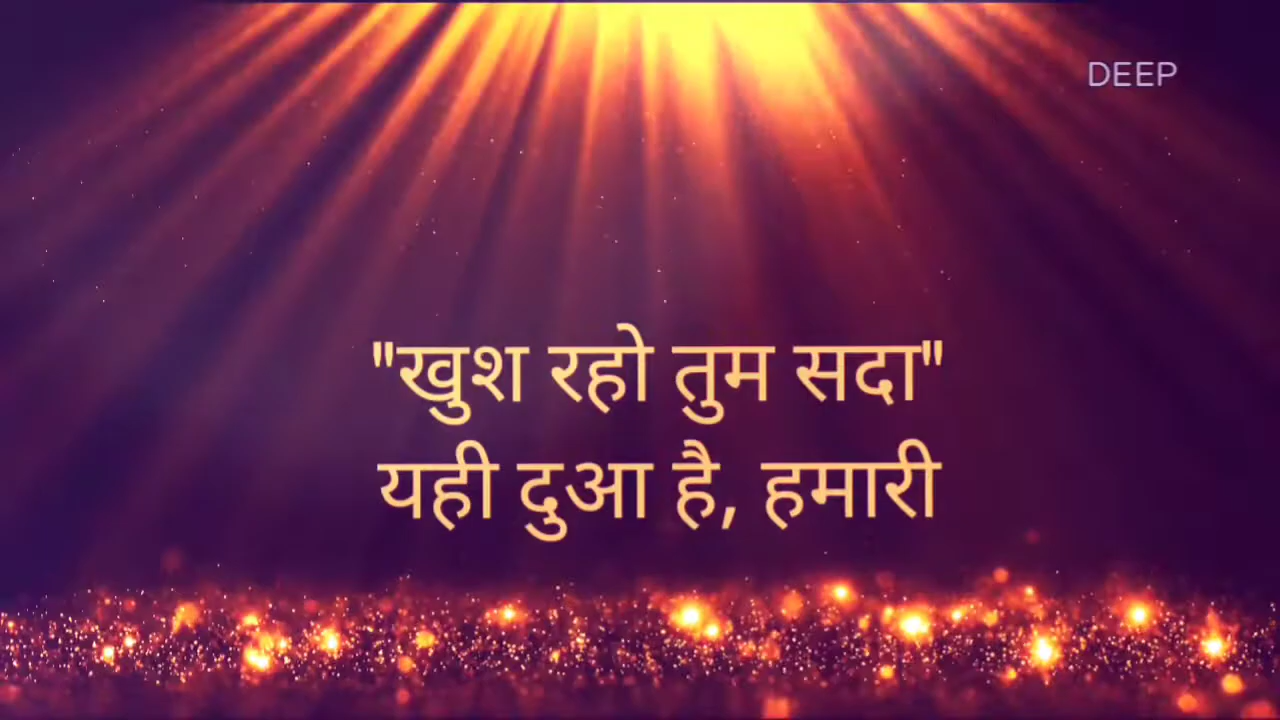 DEEP
"खुश रहो तुम सदा"
यही दुआ है, हमारी